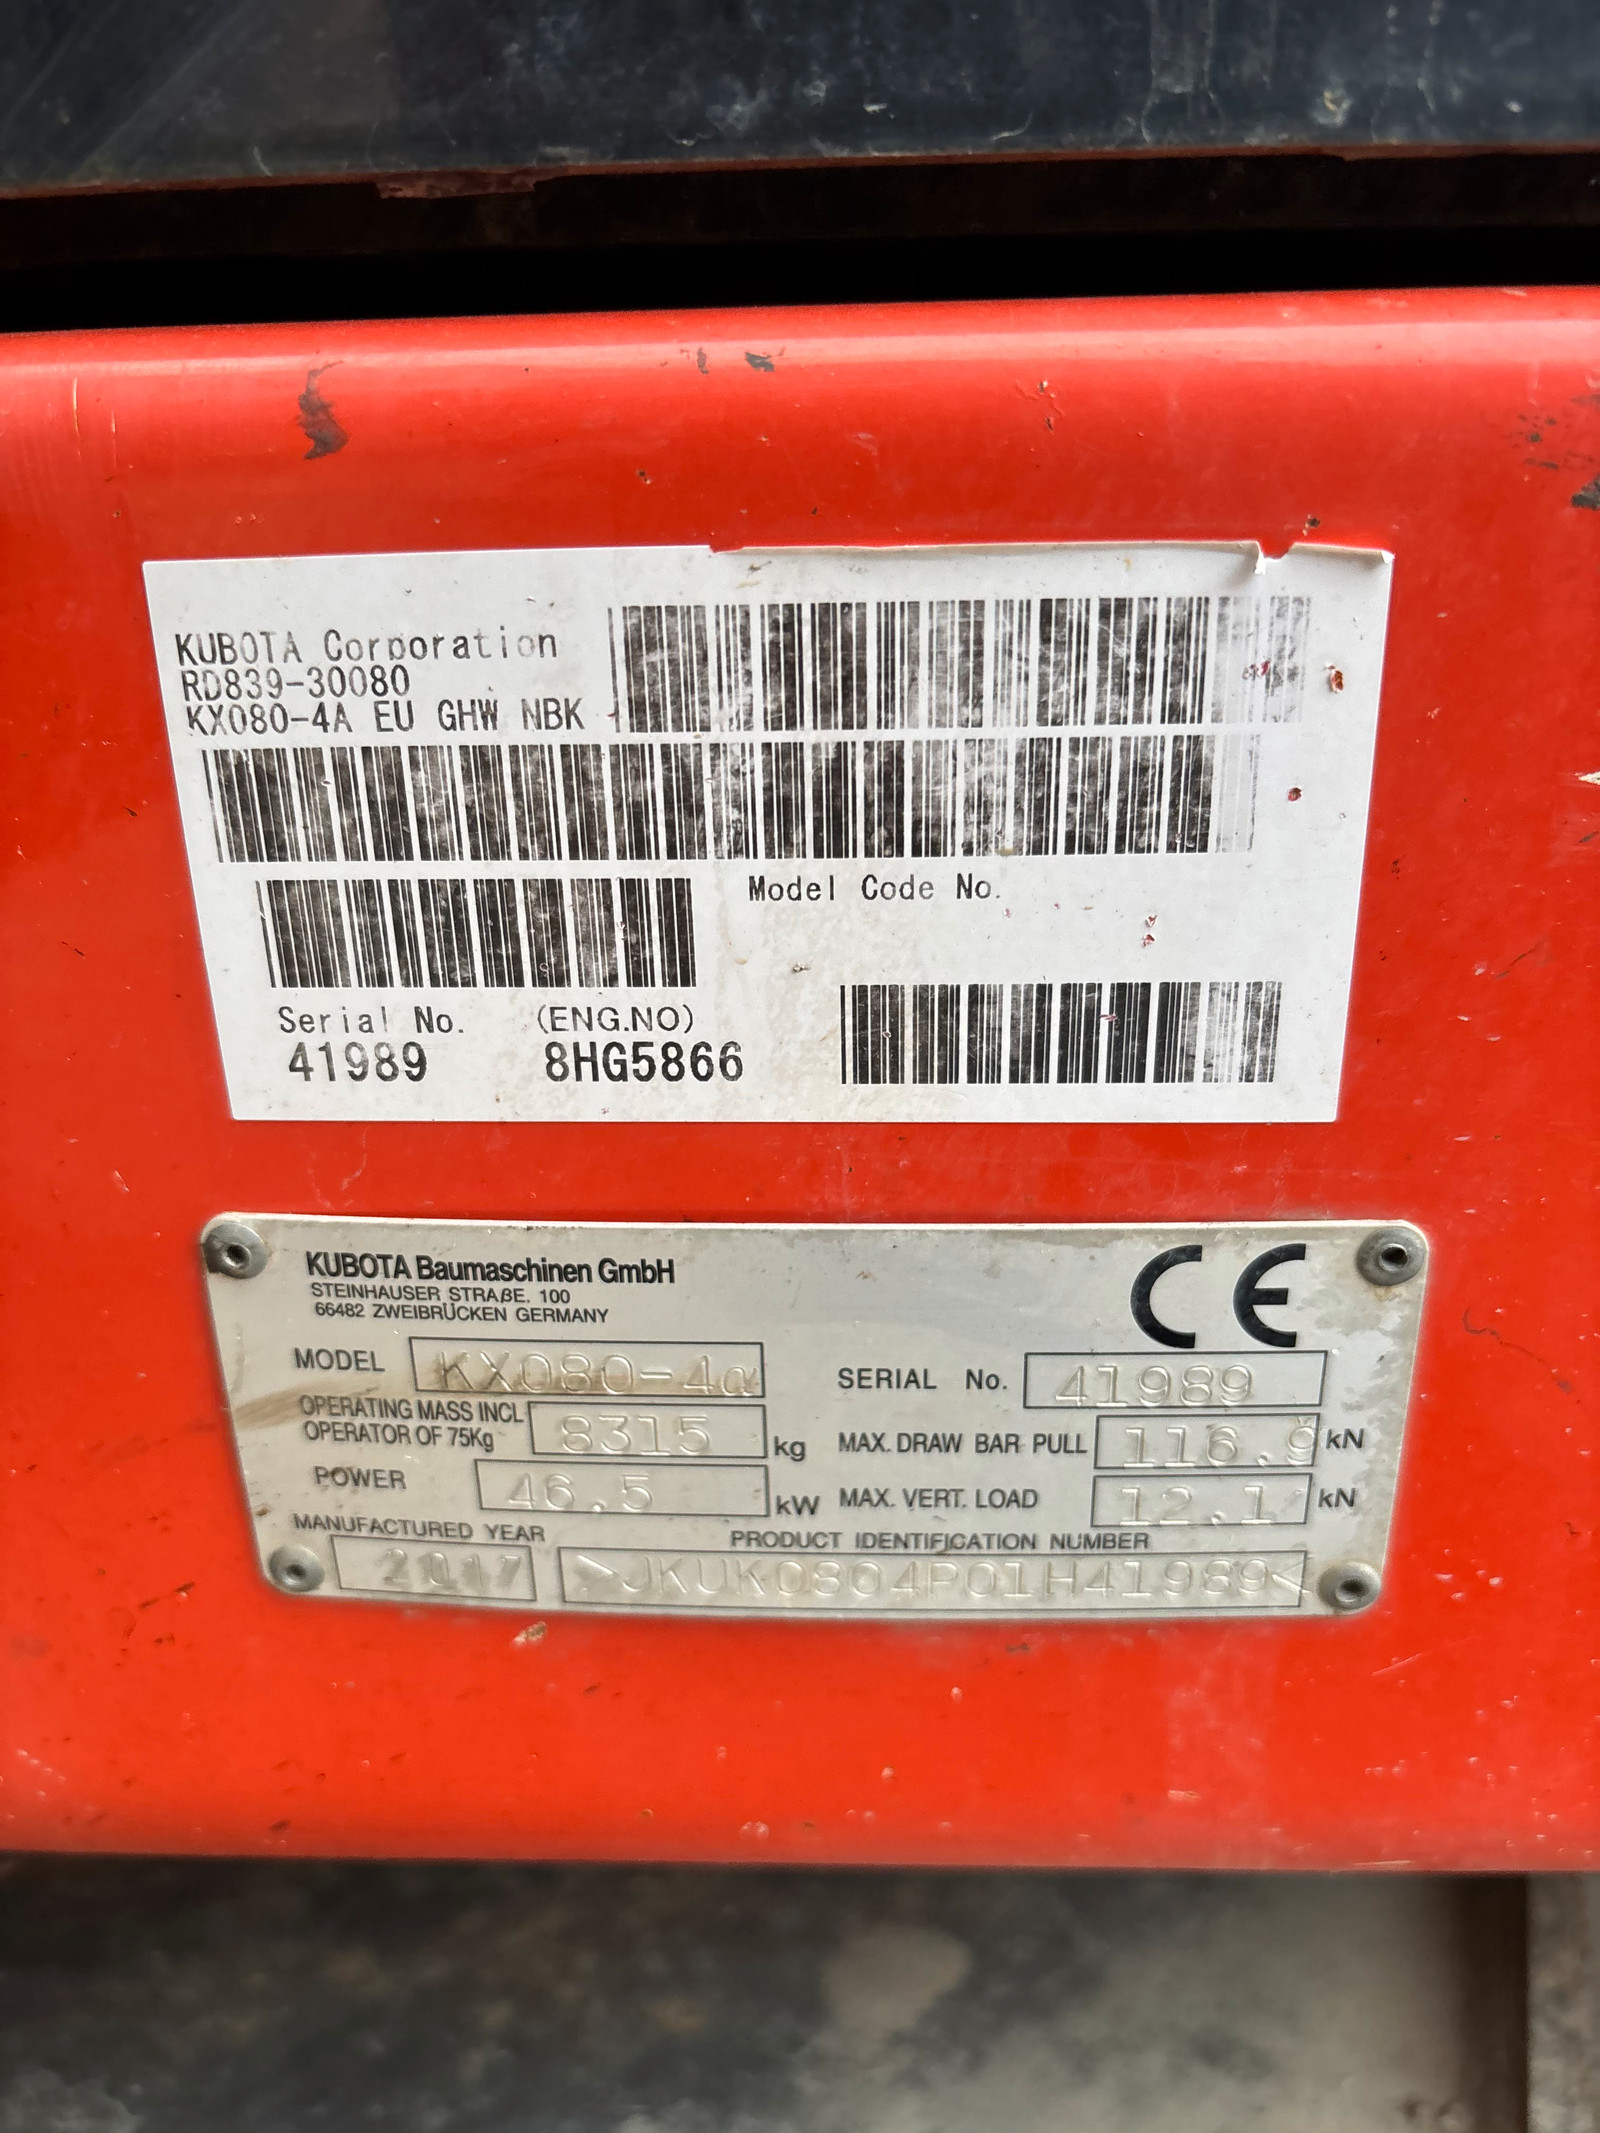 KUBOTA Corporation
RD839-30080
KX080-4A EU GHW NBK
Model Code No.
Serial No. (ENG.NO)
41989 8HG5866
KUBOTA Baumaschinen GmbH
STEINHAUSER STRAßE. 100
66482 ZWEIBRÜCKEN GERMANY
CE
MODEL KX080-4α
SERIAL No. 41989
OPERATING MASS INCL
OPERATOR OF 75Kg 8315 kg
MAX. DRAW BAR PULL 116.9 kN
POWER 46.5 kW
MAX. VERT. LOAD 12.1 kN
MANUFACTURED YEAR
2017
PRODUCT IDENTIFICATION NUMBER
>JKUK0804P01H41989<